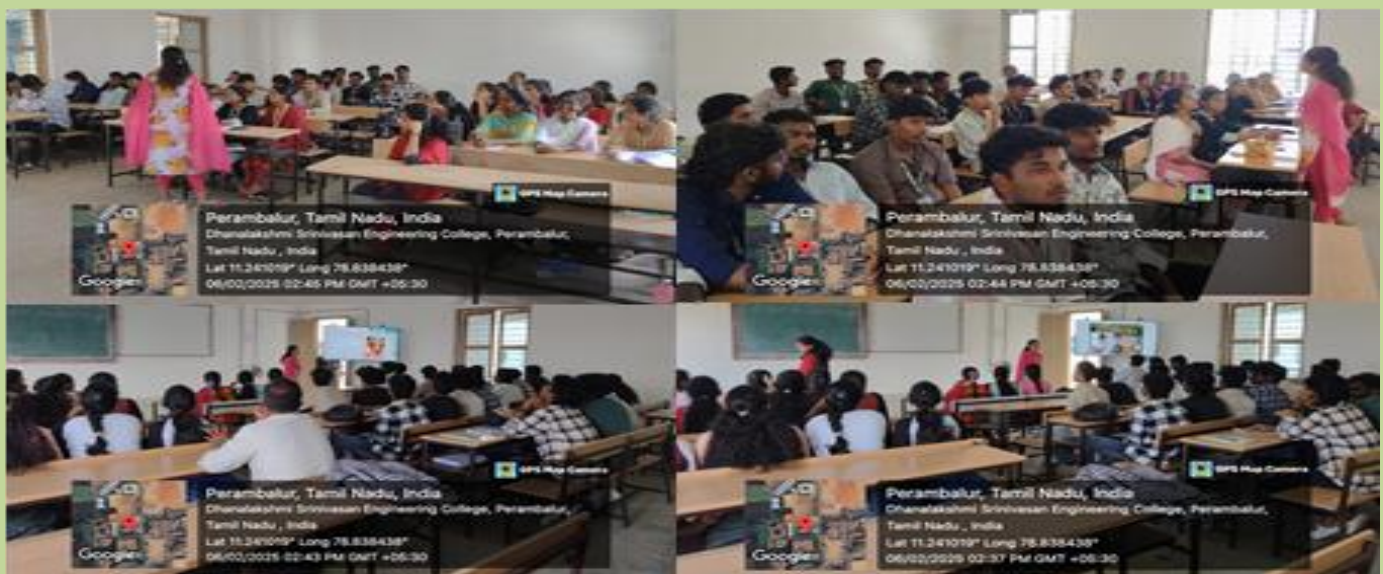 GPS Map Camera
Perambalur, Tamil Nadu, India
Dhanalakshmi Srinivasan Engineering College, Perambalur,
Tamil Nadu , India
Lat 11.241019° Long 78.838438°
06/02/2025 02:45 PM GMT +05:30
Google
GPS Map Camera
Perambalur, Tamil Nadu, India
Dhanalakshmi Srinivasan Engineering College, Perambalur,
Tamil Nadu , India
Lat 11.241019° Long 78.838438°
06/02/2025 02:44 PM GMT +05:30
Google
GPS Map Camera
Perambalur, Tamil Nadu, India
Dhanalakshmi Srinivasan Engineering College, Perambalur,
Tamil Nadu , India
Lat 11.241019° Long 78.838438°
06/02/2025 02:43 PM GMT +05:30
Google
GPS Map Camera
Perambalur, Tamil Nadu, India
Dhanalakshmi Srinivasan Engineering College, Perambalur,
Tamil Nadu , India
Lat 11.241019° Long 78.838438°
06/02/2025 02:37 PM GMT +05:30
Google